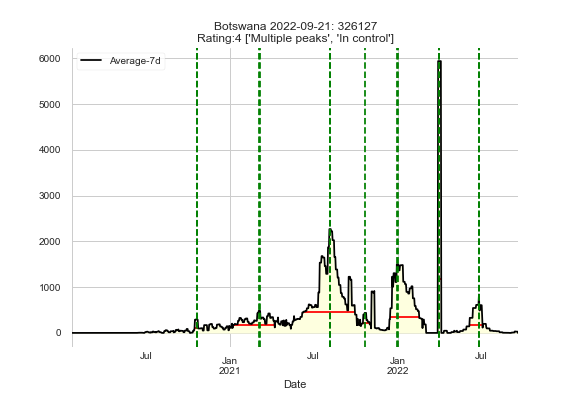 Botswana 2022-09-21: 326127
Rating:4 ['Multiple peaks', 'In control']
Average-7d
6000
5000
4000
3000
2000
1000
0
Jul
Jan
2021
Jul
Jan
2022
Jul
Date